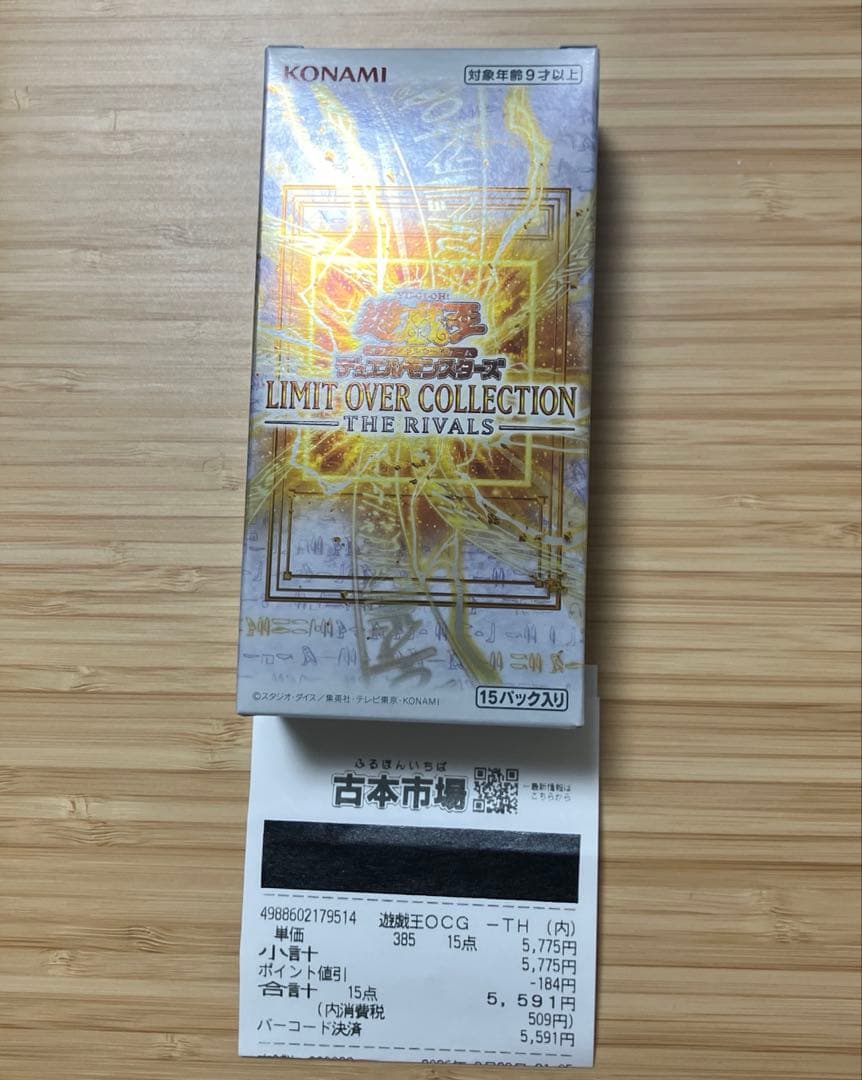 KONAMI
対象年齢9才以上
YU-GI-OH!
遊戯王
デュエルモンスターズ
LIMIT OVER COLLECTION
THE RIVALS
©スタジオ・ダイス/集英社・テレビ東京・KONAMI
15パック入り
ふるほんいちば
古本市場
最新情報は
こちらから
4988602179514 遊戯王OCG -TH (内)
単価 385 15点 5,775円
小計 5,775円
ポイント値引 -184円
合計 15点 5,591円
(内消費税 509円)
バーコード決済 5,591円